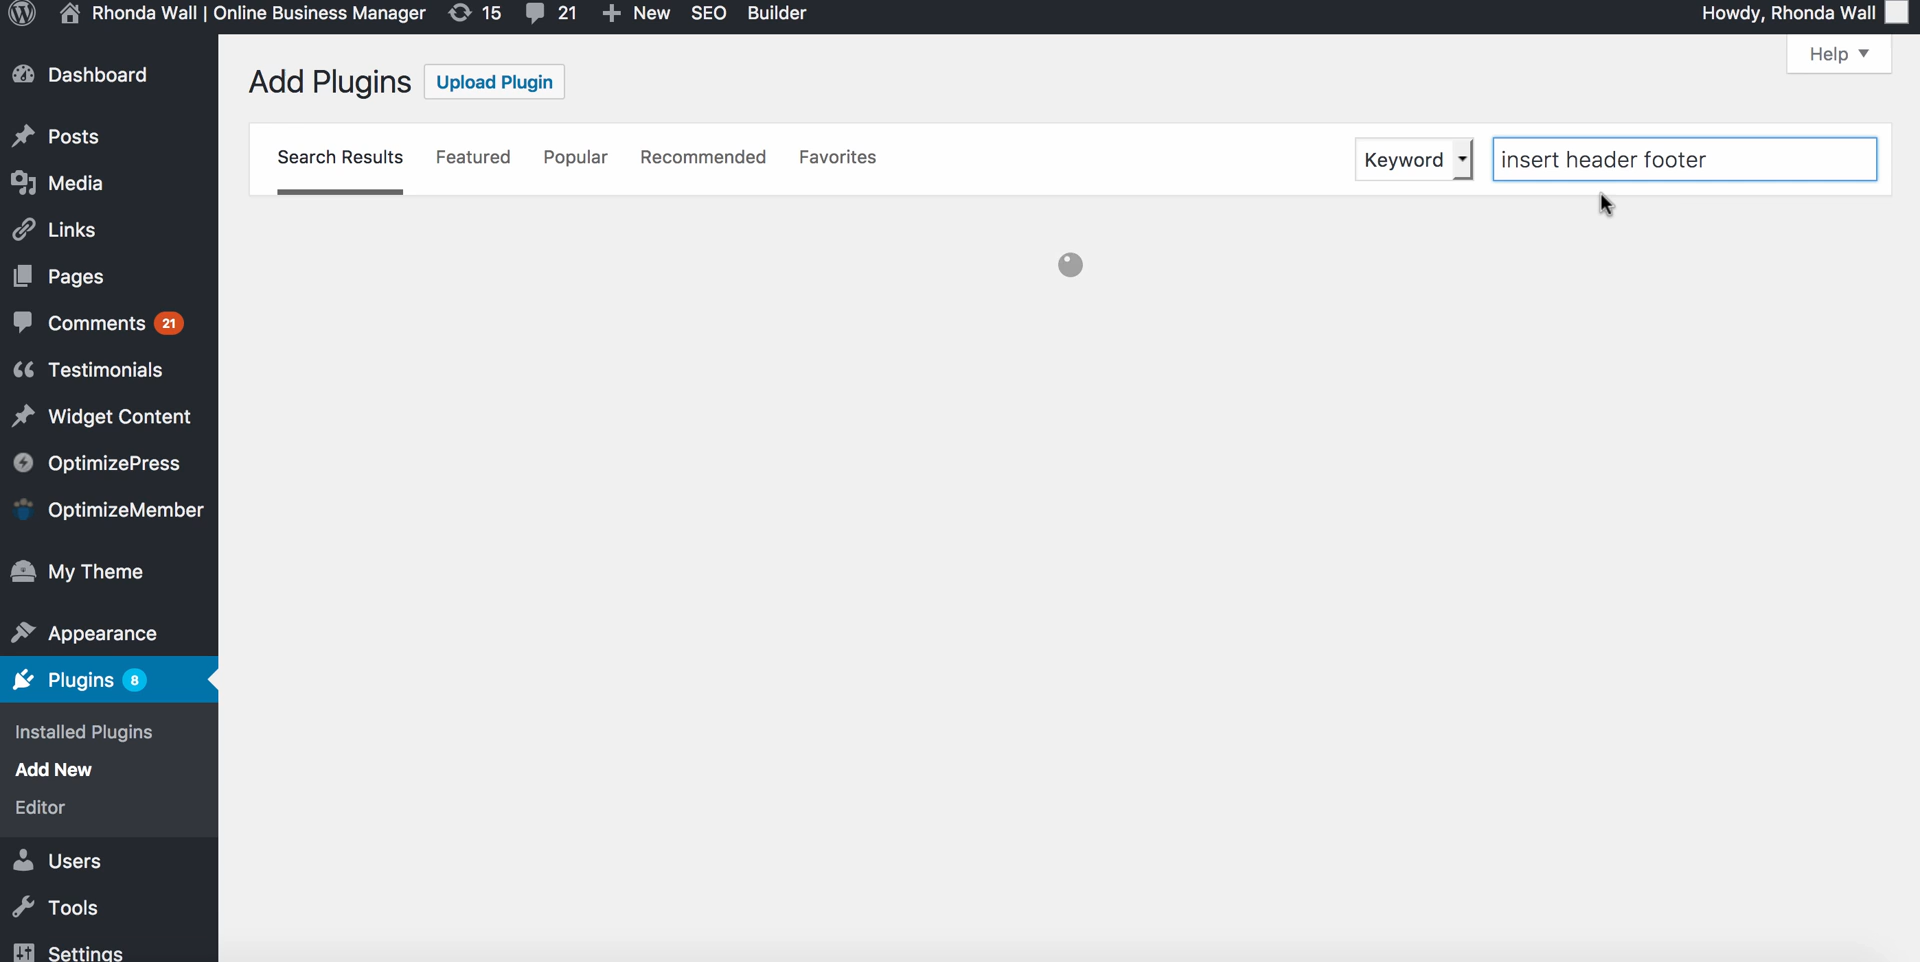 Rhonda Wall | Online Business Manager 15 21 New SEO Builder Howdy, Rhonda Wall
Help
Dashboard
Add Plugins Upload Plugin
Posts
Search Results Featured Popular Recommended Favorites Keyword insert header footer
Media
Links
Pages
Comments 21
Testimonials
Widget Content
OptimizePress
OptimizeMember
My Theme
Appearance
Plugins 8
Installed Plugins
Add New
Editor
Users
Tools
Settings